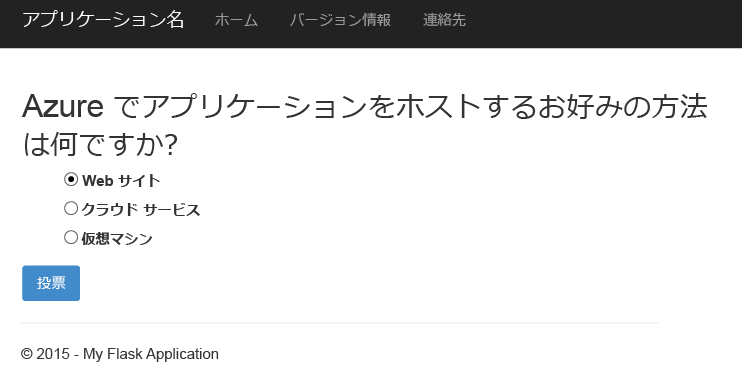 アプリケーション名 ホーム バージョン情報 連絡先
Azure でアプリケーションをホストするお好みの方法
は何ですか?
Web サイト
クラウド サービス
仮想マシン
投票
© 2015 - My Flask Application